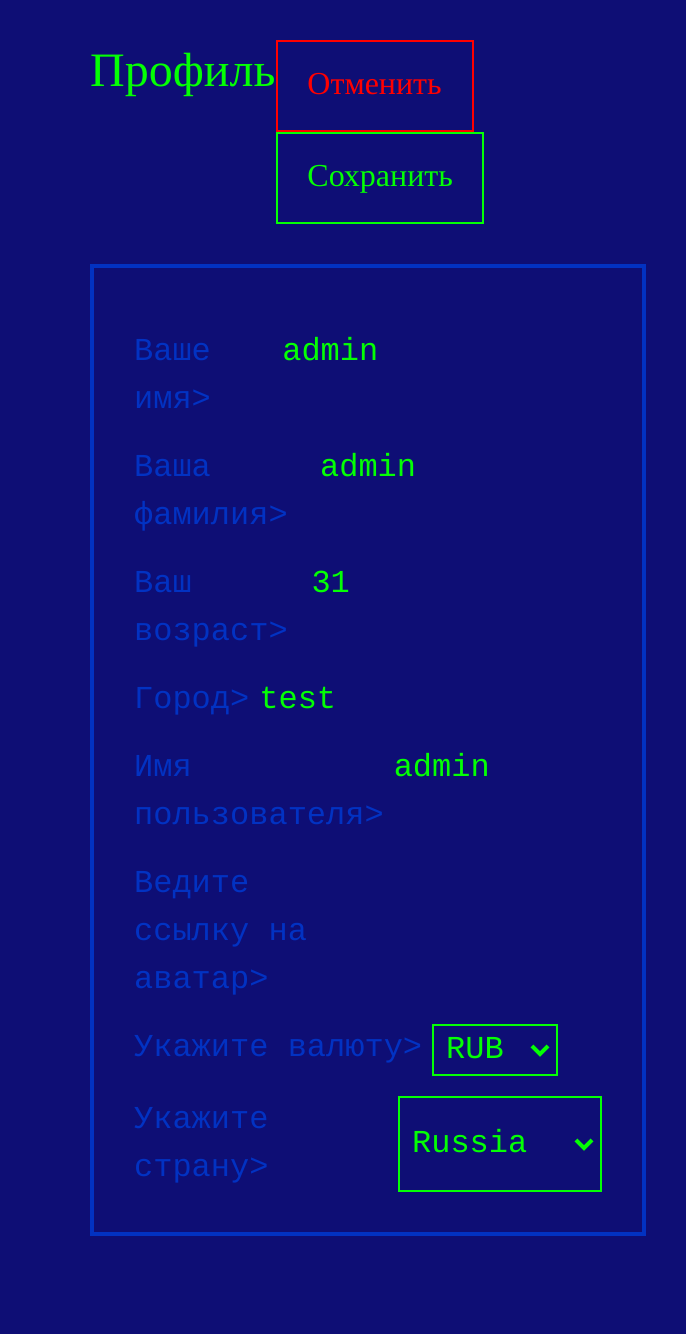 Профиль
Отменить
Сохранить
Ваше admin
имя>
Ваша admin
фамилия>
Ваш 31
возраст>
Город> test
Имя admin
пользователя>
Ведите
ссылку на
аватар>
Укажите валюту> RUB
Укажите
страну>
Russia